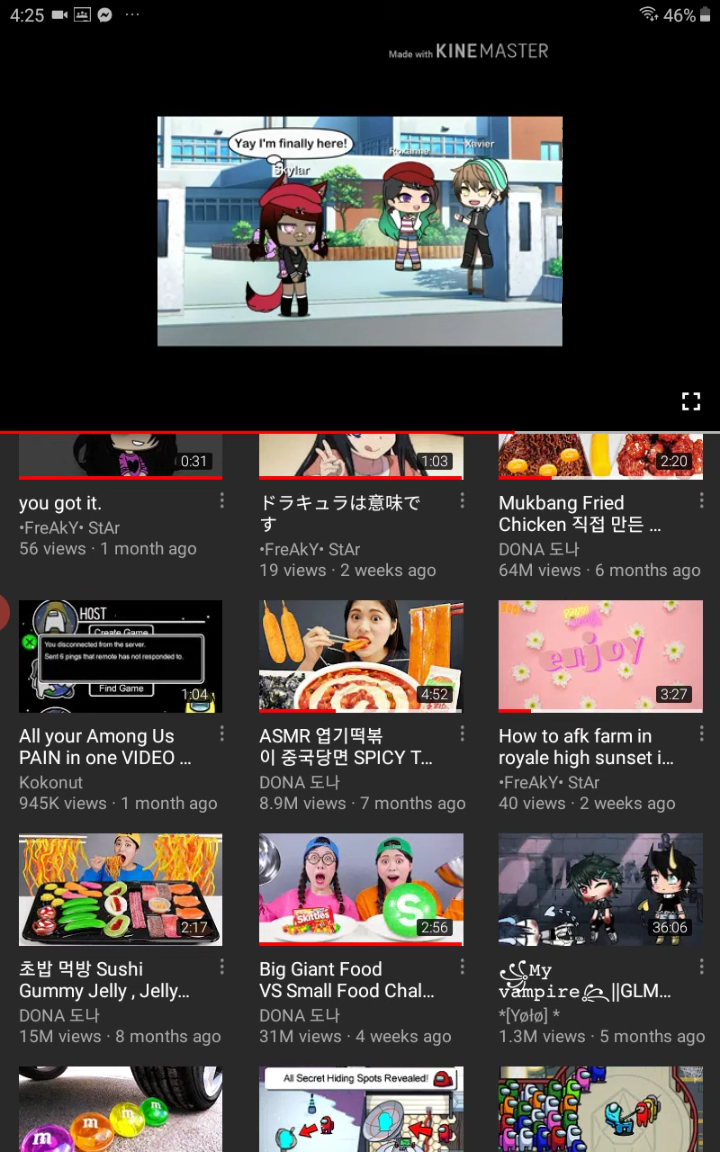 4:25
46%
Made with KINEMASTER
Yay I'm finally here!
Skylar
Xavier
0:31
1:03
2:20
you got it.
•FreAkY• StAr
56 views · 1 month ago
ドラキュラは意味で
す
•FreAkY• StAr
19 views · 2 weeks ago
Mukbang Fried
Chicken 직접 만든 ...
DONA 도나
64M views · 6 months ago
HOST
Create Game
You disconnected from the server.
Sent 6 pings that remote has not responded to.
Find Game
1:04
4:52
enjoy
3:27
All your Among Us
PAIN in one VIDEO ...
Kokonut
945K views · 1 month ago
ASMR 엽기떡볶
이 중국당면 SPICY T...
DONA 도나
8.9M views · 7 months ago
How to afk farm in
royale high sunset i...
•FreAkY• StAr
40 views · 2 weeks ago
2:17
Skittles
S
2:56
36:06
초밥 먹방 Sushi
Gummy Jelly , Jelly...
DONA 도나
15M views · 8 months ago
Big Giant Food
VS Small Food Chal...
DONA 도나
31M views · 4 weeks ago
꧁My
vampire꧂||GLM...
*[Yøłø] *
1.3M views · 5 months ago
m
m
m
m
All Secret Hiding Spots Revealed!